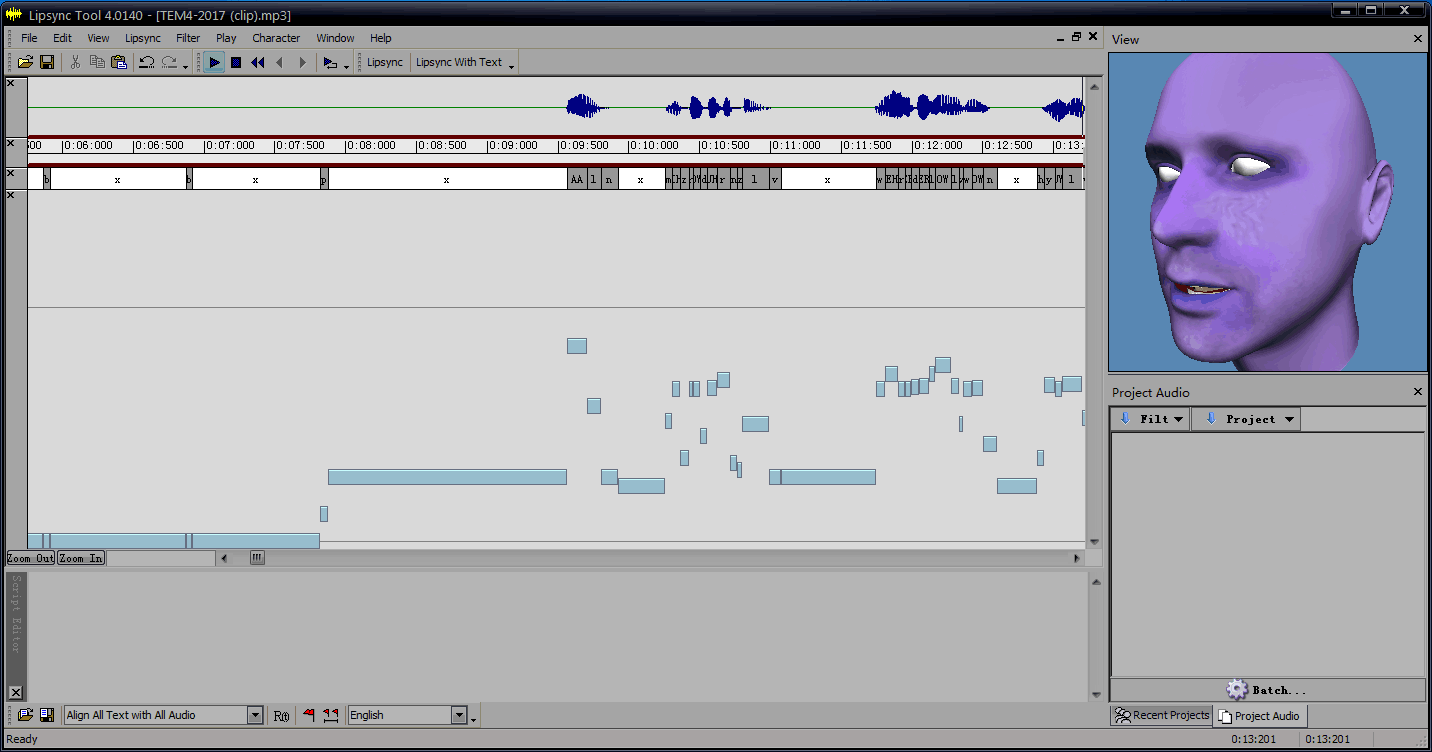 Lipsync Tool 4.0140 - [TEM4-2017 (clip).mp3]
File Edit View Lipsync Filter Play Character Window Help
Lipsync Lipsync With Text
0:06:000 0:06:500 0:07:000 0:07:500 0:08:000 0:08:500 0:09:000 0:09:500 0:10:000 0:10:500 0:11:000 0:11:500 0:12:000 0:12:500 0:13:
b x b x p x AA l n x m z r n z l v x w l OW l w OW n x h y l
Zoom Out Zoom In
Script Editor
Align All Text with All Audio English
Ready
View
Project Audio
Filt Project
Batch...
Recent Projects Project Audio
0:13:201 0:13:201